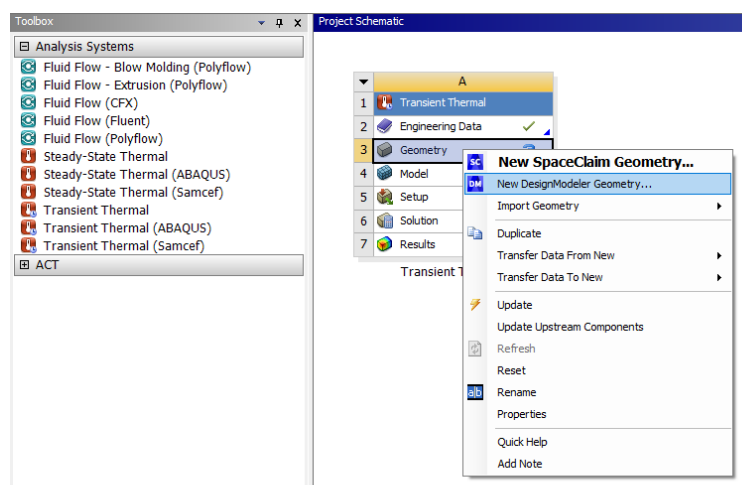 Toolbox
Analysis Systems
Fluid Flow - Blow Molding (Polyflow)
Fluid Flow - Extrusion (Polyflow)
Fluid Flow (CFX)
Fluid Flow (Fluent)
Fluid Flow (Polyflow)
Steady-State Thermal
Steady-State Thermal (ABAQUS)
Steady-State Thermal (Samcef)
Transient Thermal
Transient Thermal (ABAQUS)
Transient Thermal (Samcef)
ACT
Project Schematic
A
1 Transient Thermal
2 Engineering Data
3 Geometry
4 Model
5 Setup
6 Solution
7 Results
Transient T
SC New SpaceClaim Geometry...
DM New DesignModeler Geometry...
Import Geometry
Duplicate
Transfer Data From New
Transfer Data To New
Update
Update Upstream Components
Refresh
Reset
a|b Rename
Properties
Quick Help
Add Note